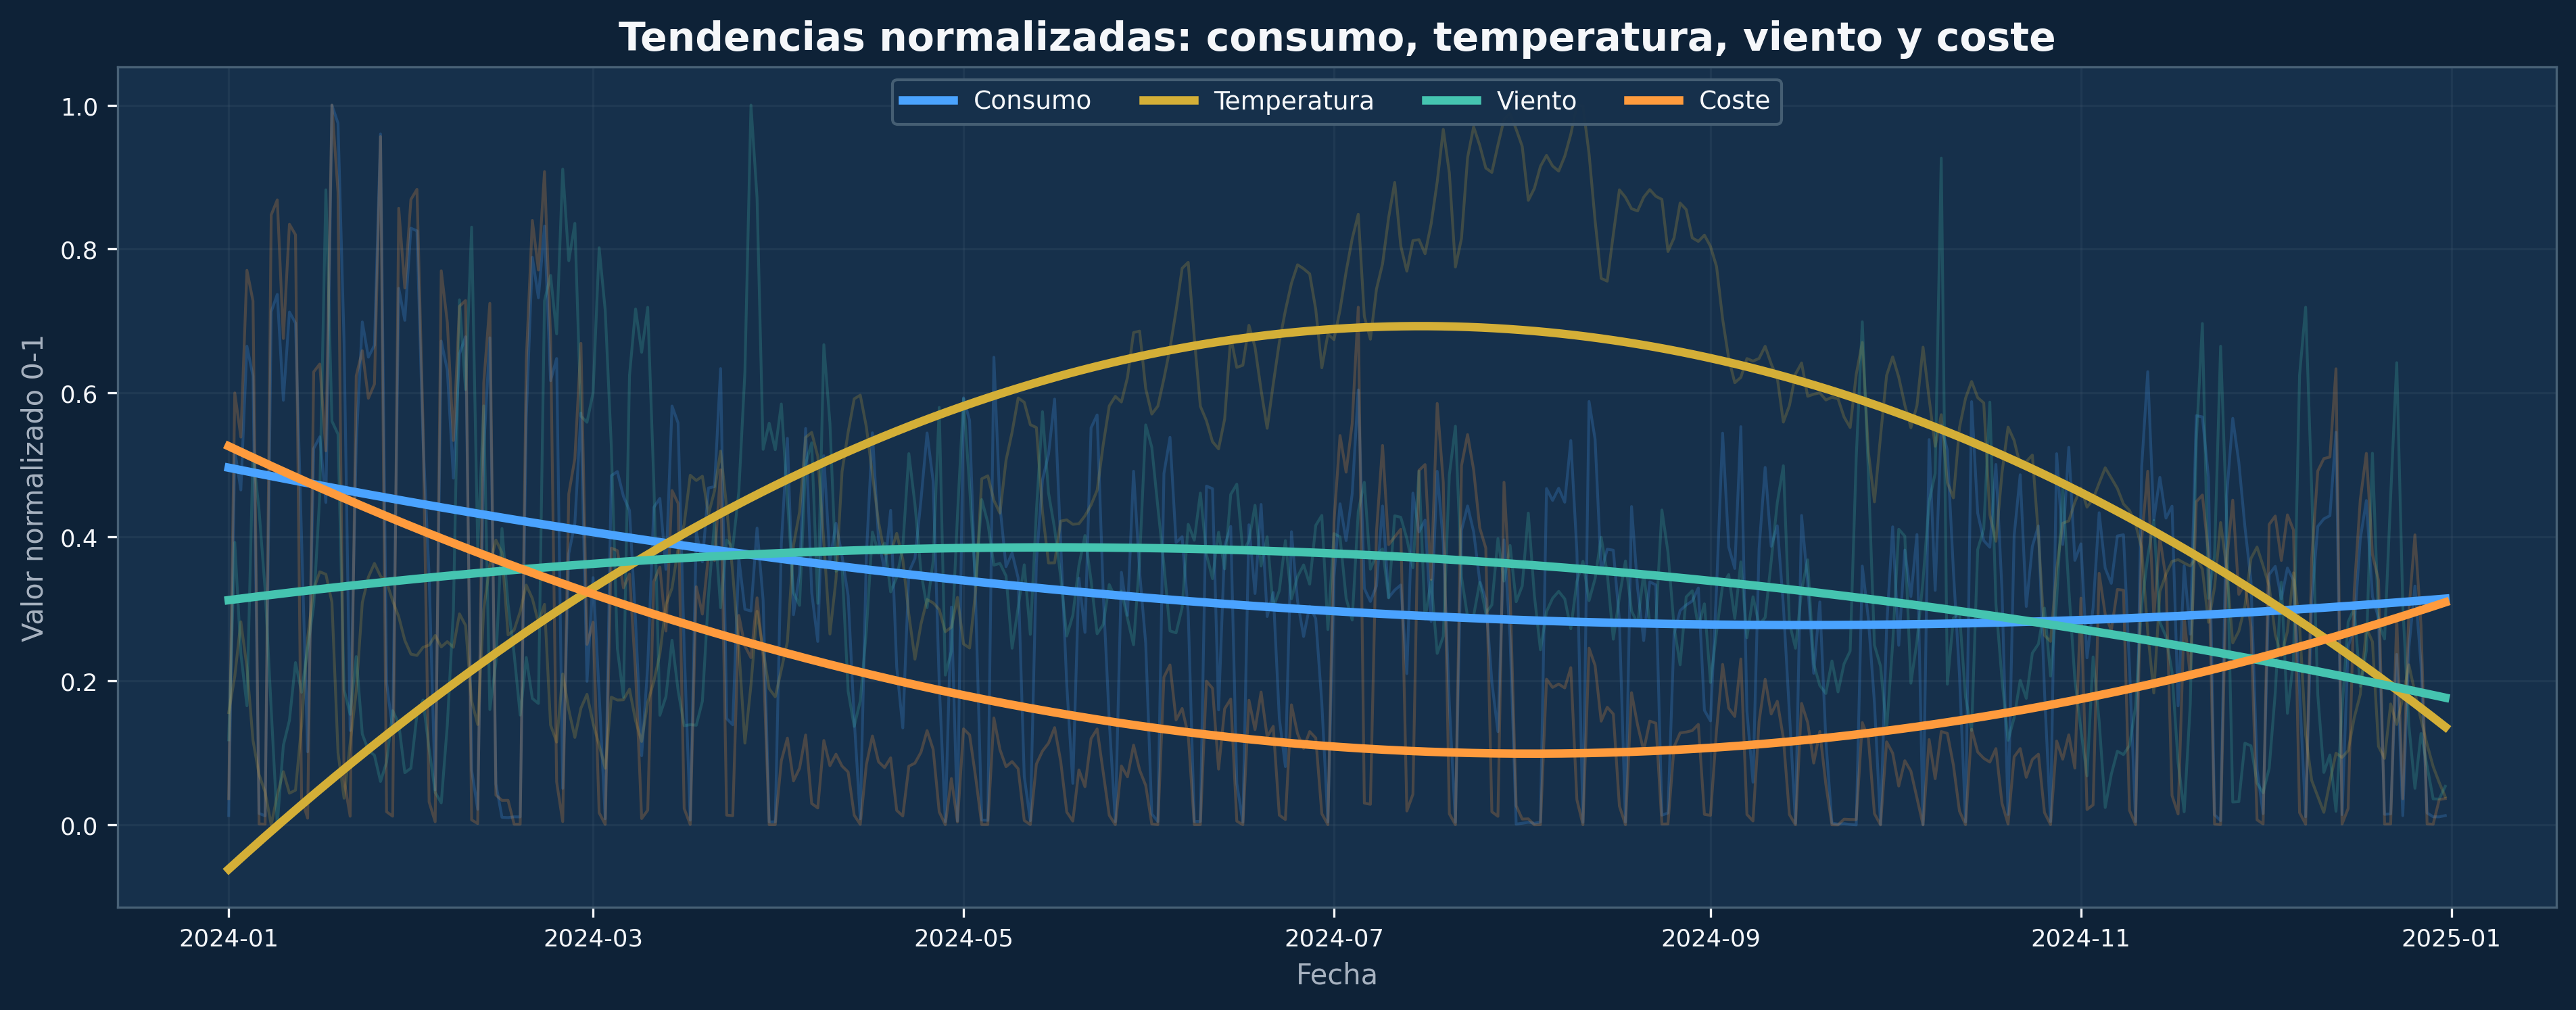 Tendencias normalizadas: consumo, temperatura, viento y coste
Consumo Temperatura Viento Coste
1.0
0.8
0.6
0.4
0.2
0.0
Valor normalizado 0-1
2024-01 2024-03 2024-05 2024-07 2024-09 2024-11 2025-01
Fecha